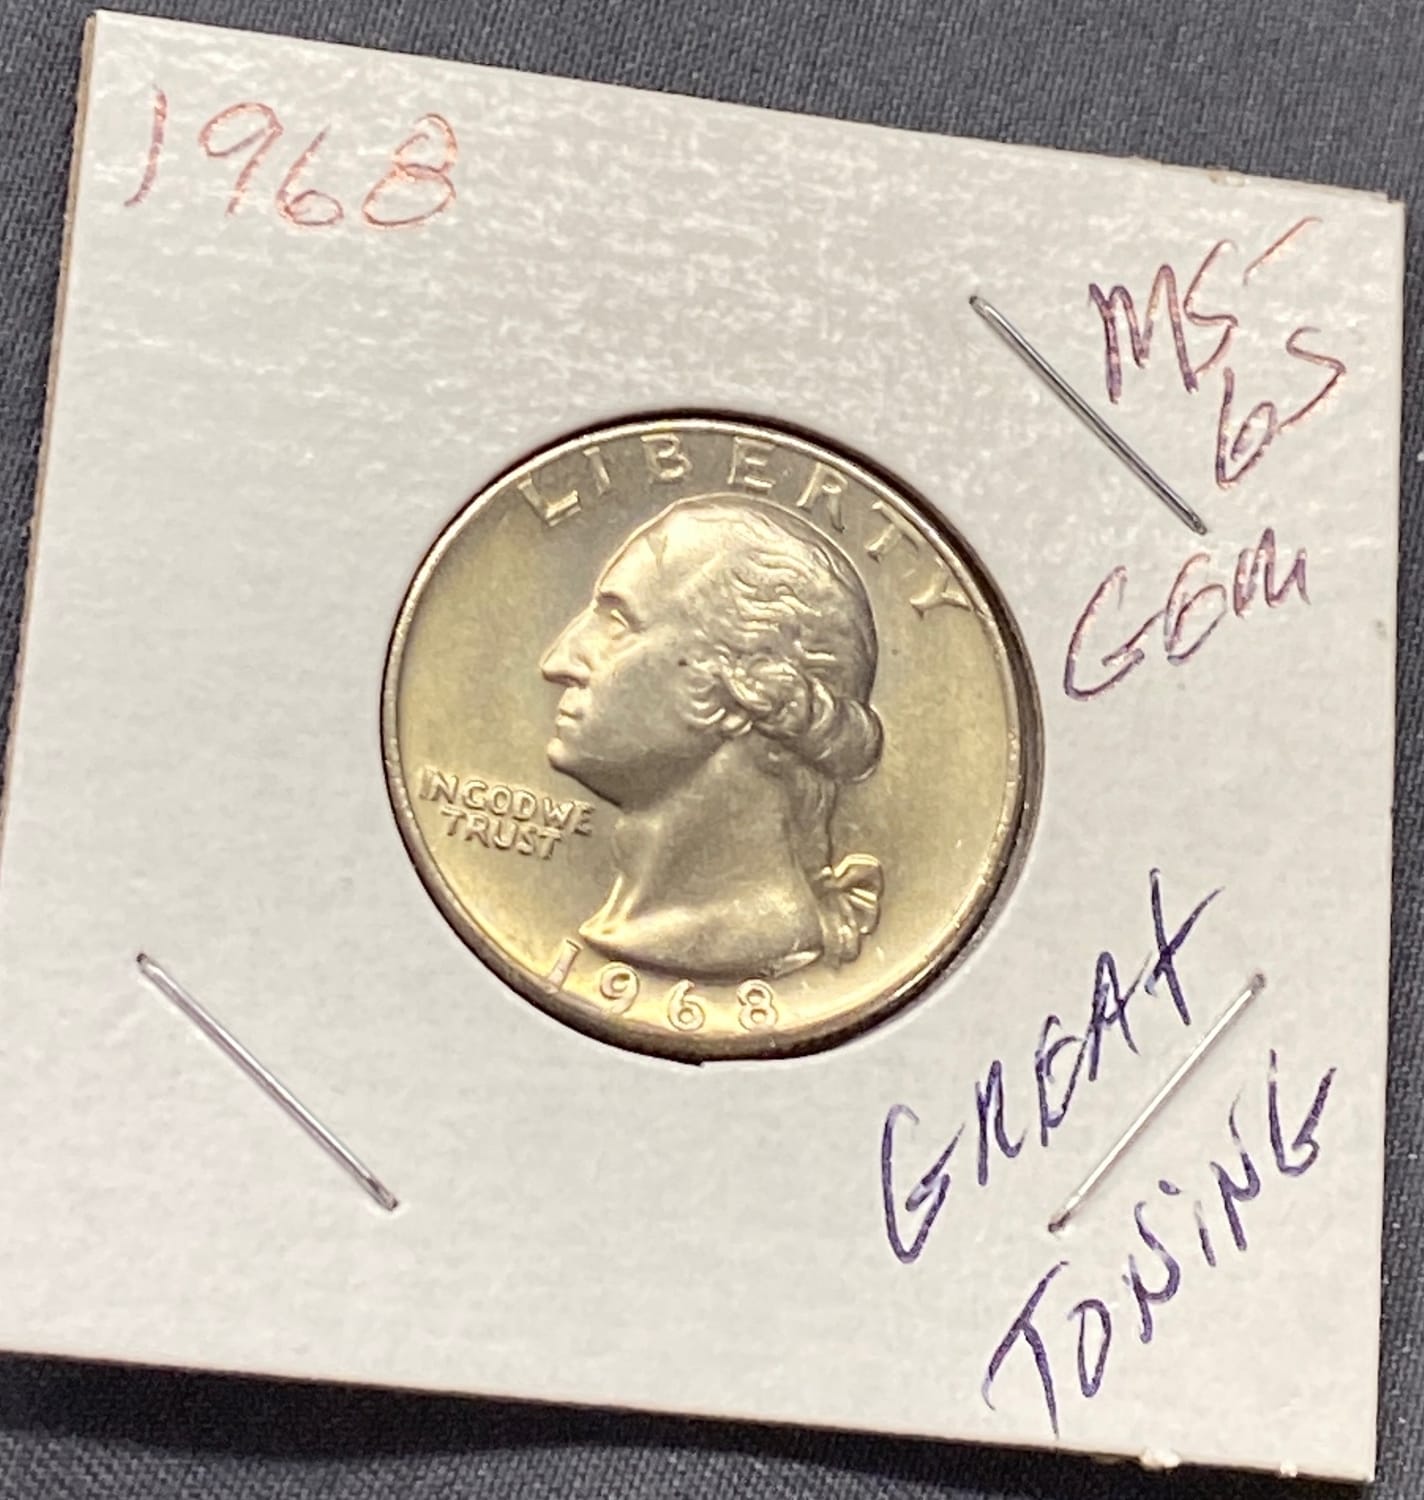 1968
MS-
65
GEM
LIBERTY
IN GOD WE
TRUST
1968
GREAT
TONING